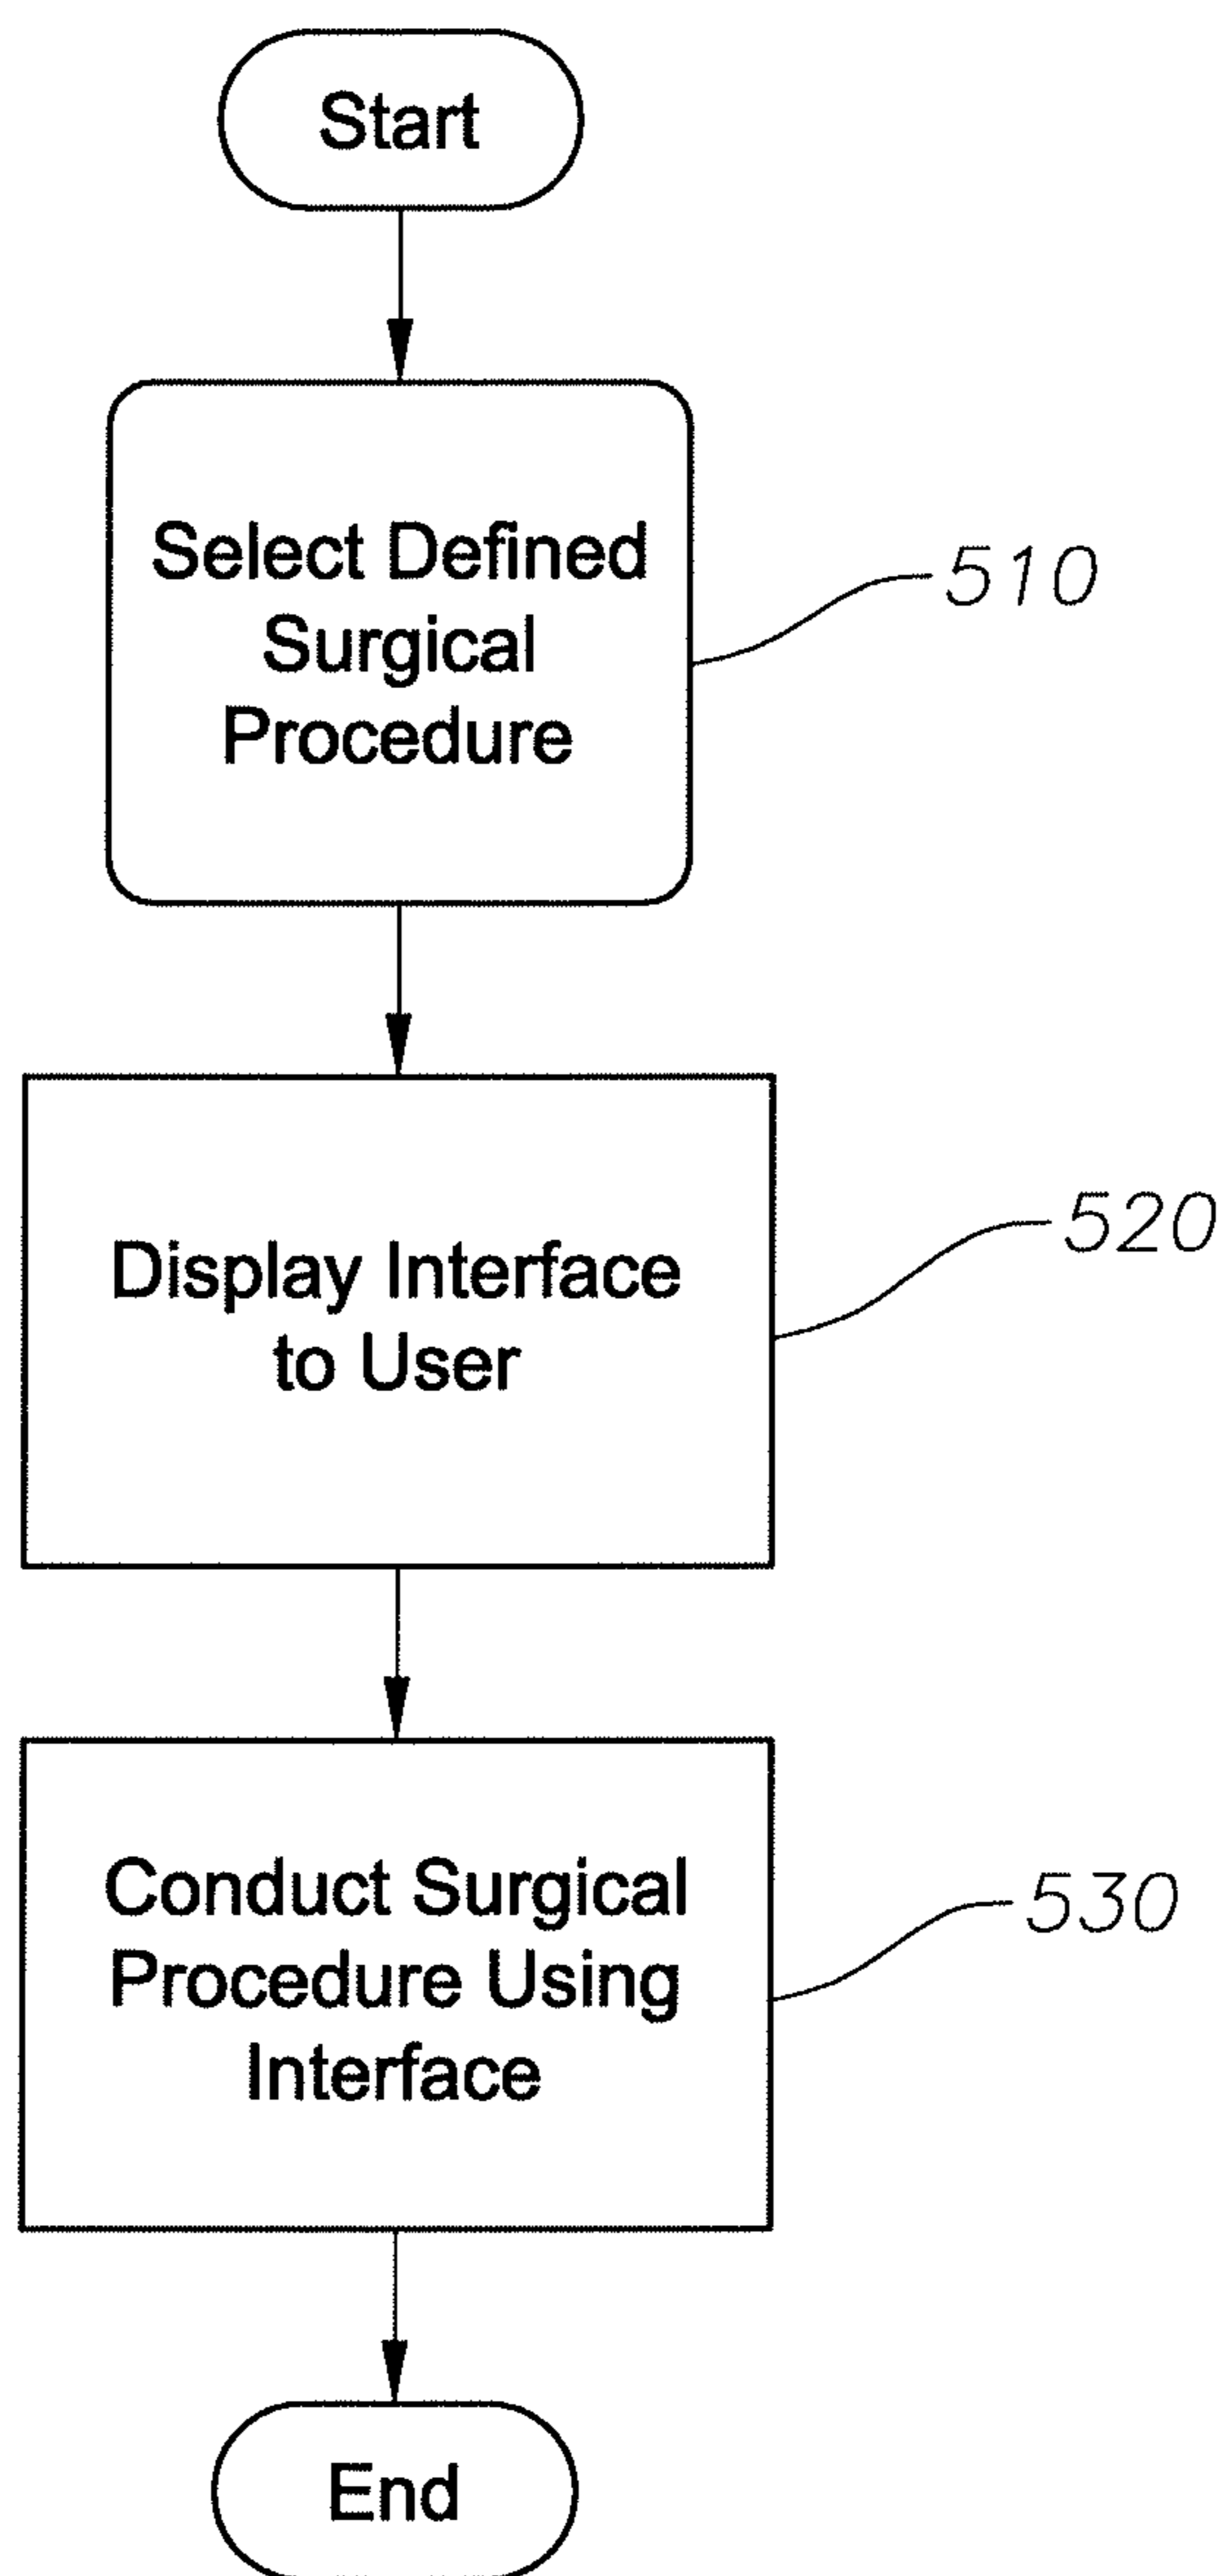 Start
Select Defined
Surgical
Procedure
510
Display Interface
to User
520
Conduct Surgical
Procedure Using
Interface
530
End